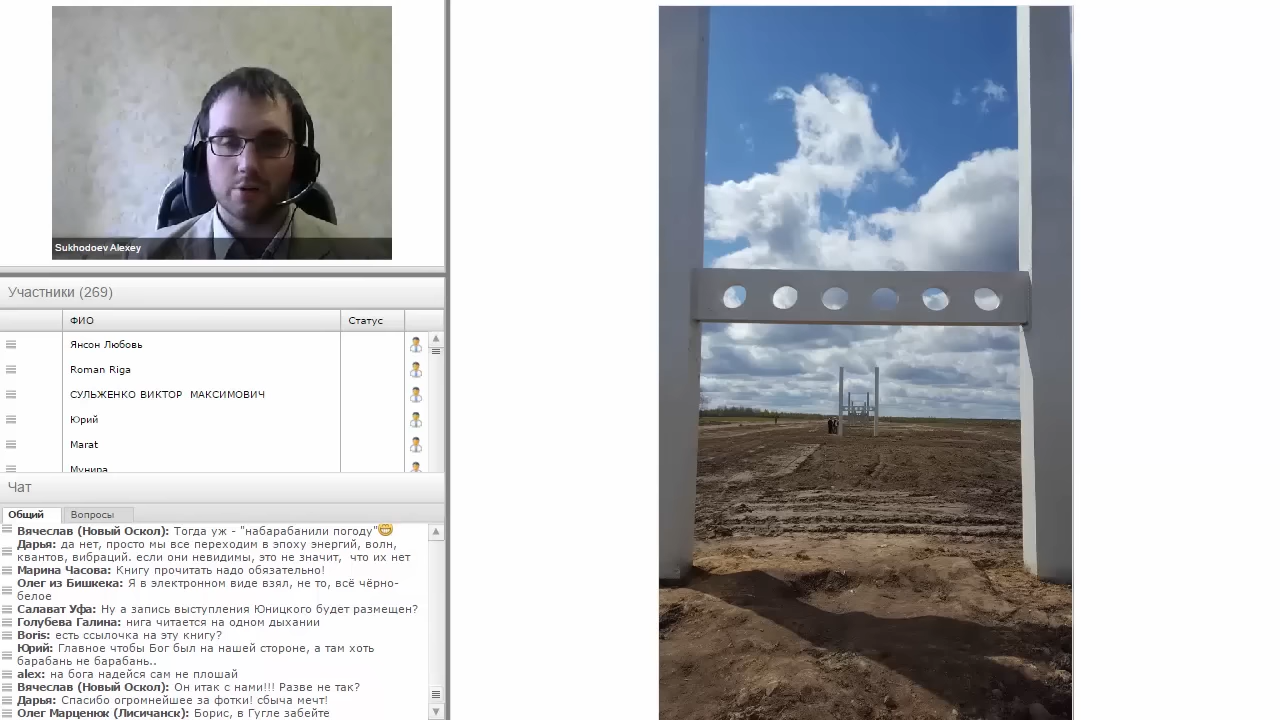 Sukhodoev Alexey
Участники (269)
ФИО Статус
Янсон Любовь
Roman Riga
СУЛЬЖЕНКО ВИКТОР МАКСИМОВИЧ
Юрий
Marat
Мунира
Чат
Общий Вопросы
Вячеслав (Новый Оскол): Тогда уж - "набарабанили погоду"
Дарья: да нет, просто мы все переходим в эпоху энергий, волн,
квантов, вибраций. если они невидимы, это не значит, что их нет
Марина Часова: Книгу прочитать надо обязательно!
Олег из Бишкека: Я в электронном виде взял, не то, всё чёрно-
белое
Салават Уфа: Ну а запись выступления Юницкого будет размещен?
Голубева Галина: нига читается на одном дыхании
Boris: есть ссылочка на эту книгу?
Юрий: Главное чтобы Бог был на нашей стороне, а там хоть
барабань не барабань..
alex: на бога надейся сам не плошай
Вячеслав (Новый Оскол): Он итак с нами!!! Разве не так?
Дарья: Спасибо огромнейшее за фотки! сбыча мечт!
Олег Марценюк (Лисичанск): Борис, в Гугле забейте